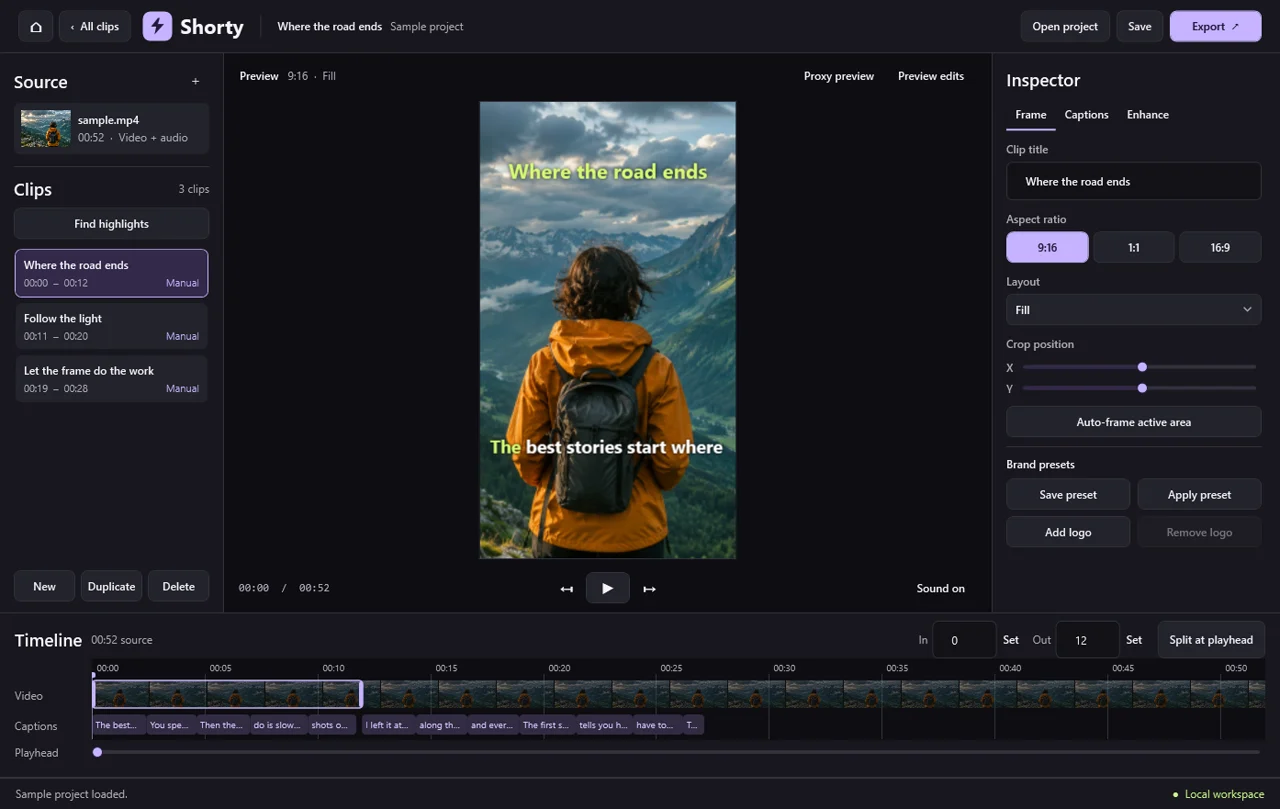 ‹ All clips
Shorty
Where the road ends Sample project
Open project
Save
Export ↗
Source
+
sample.mp4
00:52 · Video + audio
Clips
3 clips
Find highlights
Where the road ends
00:00 – 00:12 Manual
Follow the light
00:11 – 00:20 Manual
Let the frame do the work
00:19 – 00:28 Manual
New
Duplicate
Delete
Preview 9:16 · Fill
Proxy preview
Preview edits
Where the road ends
The best stories start where
00:00 / 00:52
Sound on
Inspector
Frame
Captions
Enhance
Clip title
Where the road ends
Aspect ratio
9:16
1:1
16:9
Layout
Fill
Crop position
X
Y
Auto-frame active area
Brand presets
Save preset
Apply preset
Add logo
Remove logo
Timeline 00:52 source
In 0 Set Out 12 Set
Split at playhead
00:00 00:05 00:10 00:15 00:20 00:25 00:30 00:35 00:40 00:45 00:50
Video
Captions
The best... You spe... Then the... do is slow... shots o... I left it at... along th... and ever... The first s... tells you h... have to... T...
Playhead
Sample project loaded.
Local workspace